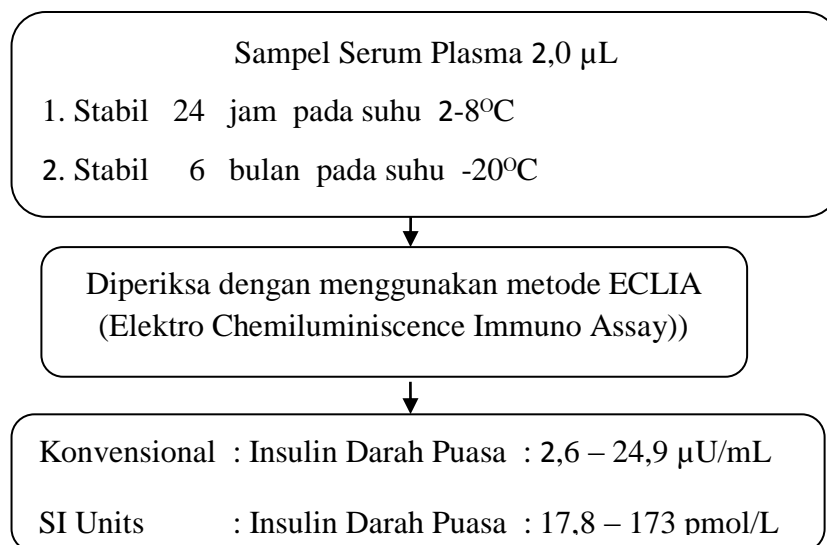 Sampel Serum Plasma 2,0 µL
1. Stabil 24 jam pada suhu 2-8ᴼC
2. Stabil 6 bulan pada suhu -20ᴼC
Diperiksa dengan menggunakan metode ECLIA
(Elektro Chemiluminiscence Immuno Assay))
Konvensional : Insulin Darah Puasa : 2,6 – 24,9 µU/mL
SI Units : Insulin Darah Puasa : 17,8 – 173 pmol/L